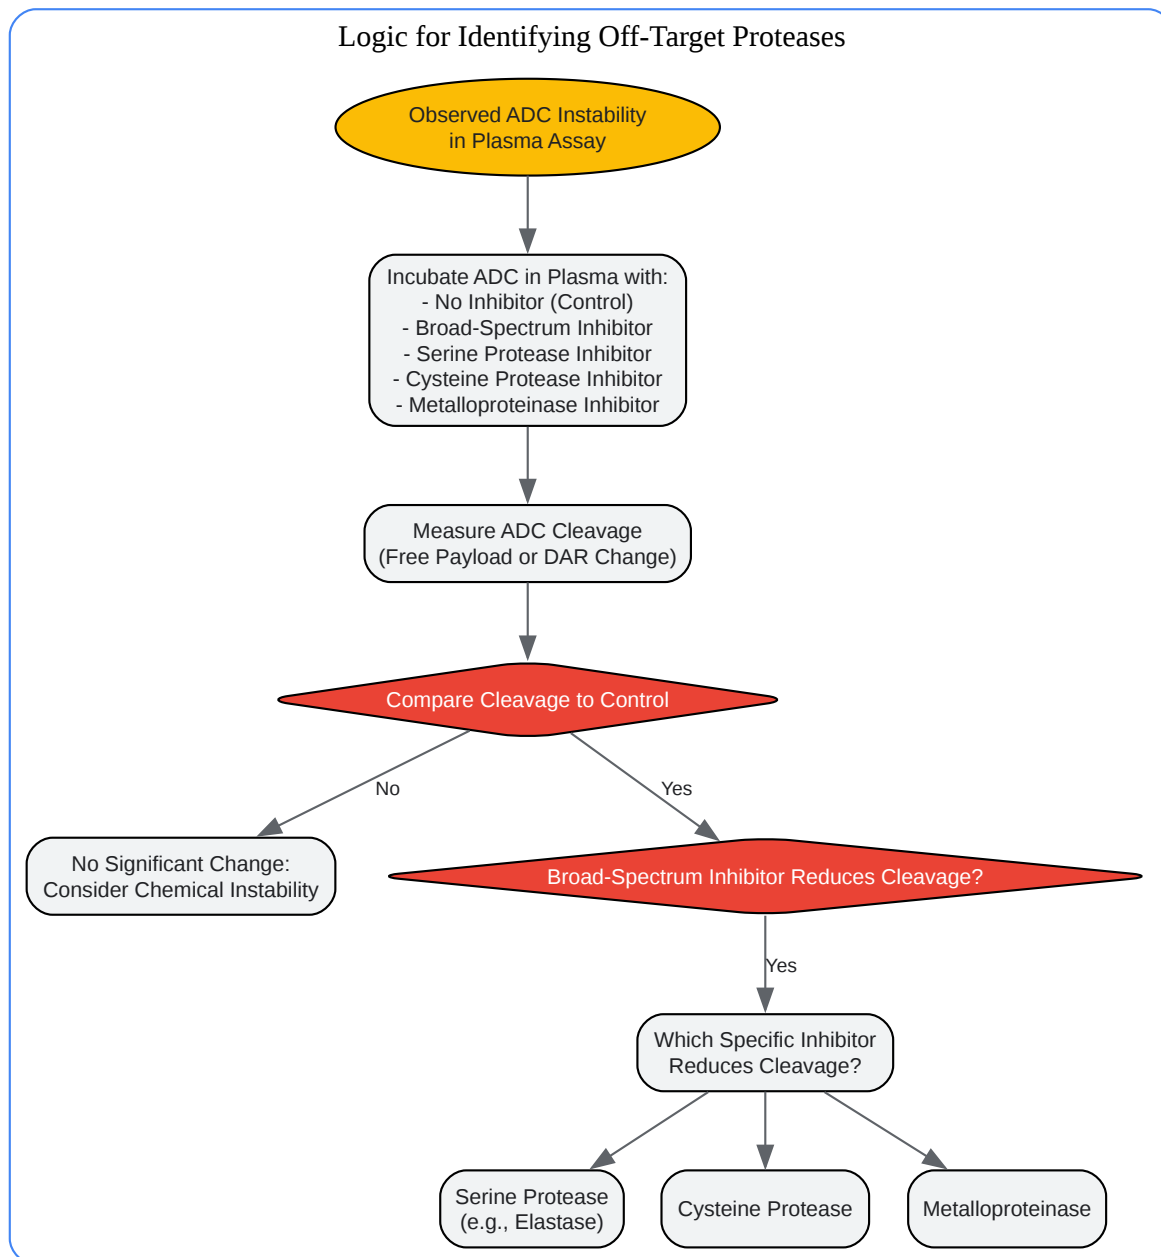 Logic for Identifying Off-Target Proteases
Observed ADC Instability
in Plasma Assay
Incubate ADC in Plasma with:
- No Inhibitor (Control)
- Broad-Spectrum Inhibitor
- Serine Protease Inhibitor
- Cysteine Protease Inhibitor
- Metalloproteinase Inhibitor
Measure ADC Cleavage
(Free Payload or DAR Change)
Compare Cleavage to Control
No
Yes
No Significant Change:
Consider Chemical Instability
Broad-Spectrum Inhibitor Reduces Cleavage?
Yes
Which Specific Inhibitor
Reduces Cleavage?
Serine Protease
(e.g., Elastase)
Cysteine Protease
Metalloproteinase